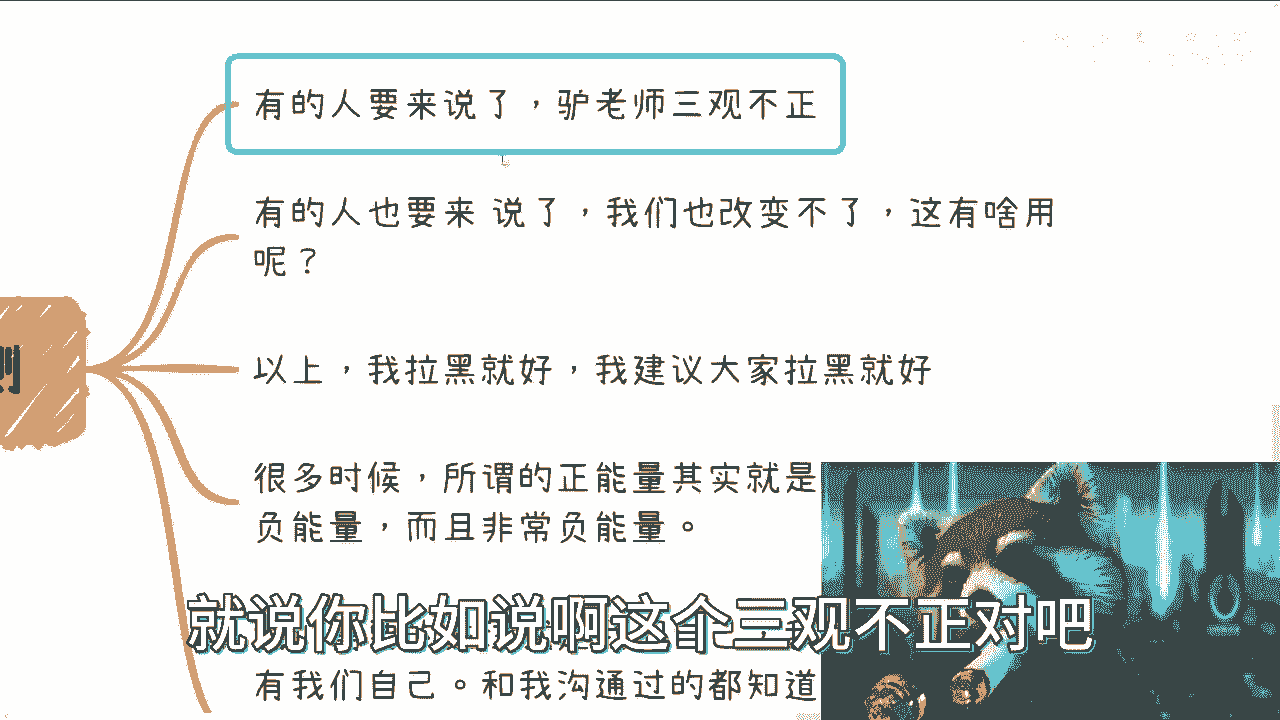 有的人要来说了，驴老师三观不正
有的人也要来 说了，我们也改变不了，这有啥用
呢？
以上，我拉黑就好，我建议大家拉黑就好
则
很多时候，所谓的正能量其实就是
负能量，而且非常负能量。
就说你比如说啊这个三观不正对吧
有我们自己。和我沟通过的都知道